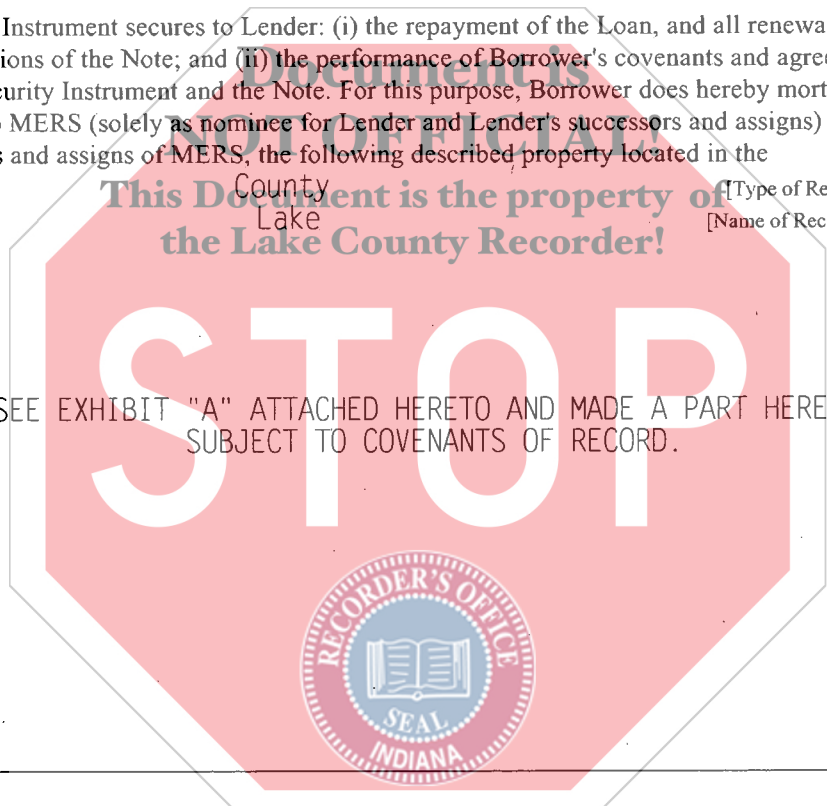 Instrument secures to Lender: (i) the repayment of the Loan, and all renewa
ions of the Note; and (ii) the performance of Borrower's covenants and agree
curity Instrument and the Note. For this purpose, Borrower does hereby mort
MERS (solely as nominee for Lender and Lender's successors and assigns)
s and assigns of MERS, the following described property located in the
County [Type of Re
Lake [Name of Rec
Document is
NOT OFFICIAL!
This Document is the property of
the Lake County Recorder!
STOP
SEE EXHIBIT "A" ATTACHED HERETO AND MADE A PART HERE
SUBJECT TO COVENANTS OF RECORD.
RECORDER'S OFFICE
SEAL
INDIANA